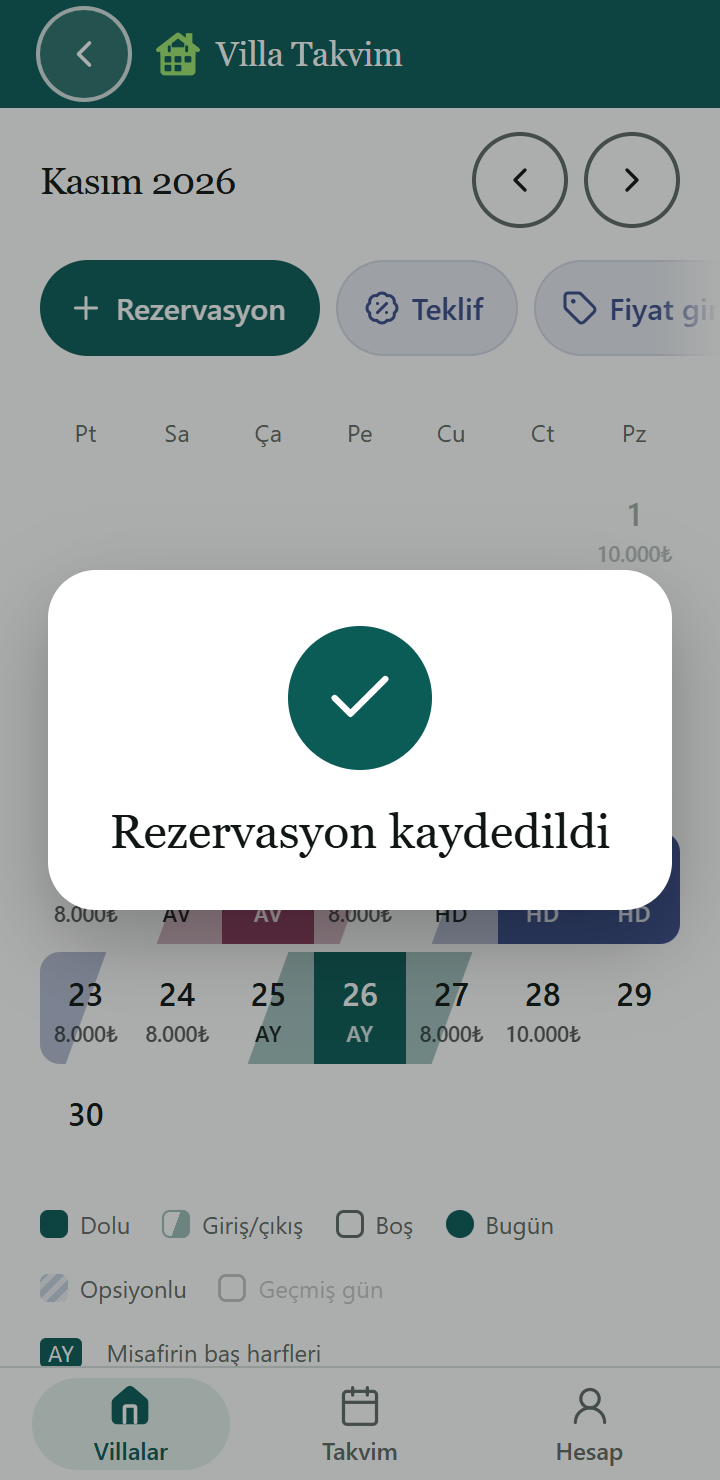 Villa Takvim
Kasım 2026
Rezervasyon
Teklif
Fiyat gir
Pt Sa Ça Pe Cu Ct Pz
1
10.000₺
Rezervasyon kaydedildi
8.000₺ AV AV 8.000₺ HD HD HD
23 24 25 26 27 28 29
8.000₺ 8.000₺ AY AY 8.000₺ 10.000₺
30
Dolu Giriş/çıkış Boş Bugün
Opsiyonlu Geçmiş gün
AY Misafirin baş harfleri
Villalar Takvim Hesap